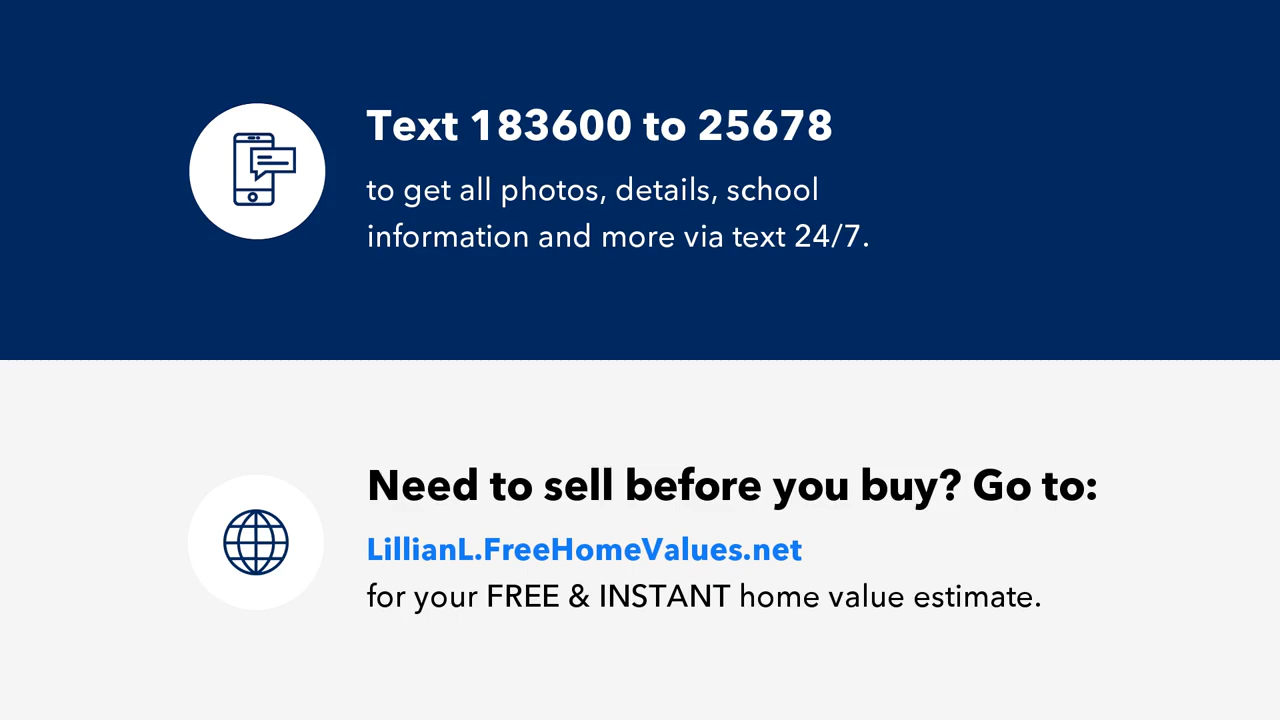 Text 183600 to 25678
to get all photos, details, school
information and more via text 24/7.
Need to sell before you buy? Go to:
LillianL.FreeHomeValues.net
for your FREE & INSTANT home value estimate.